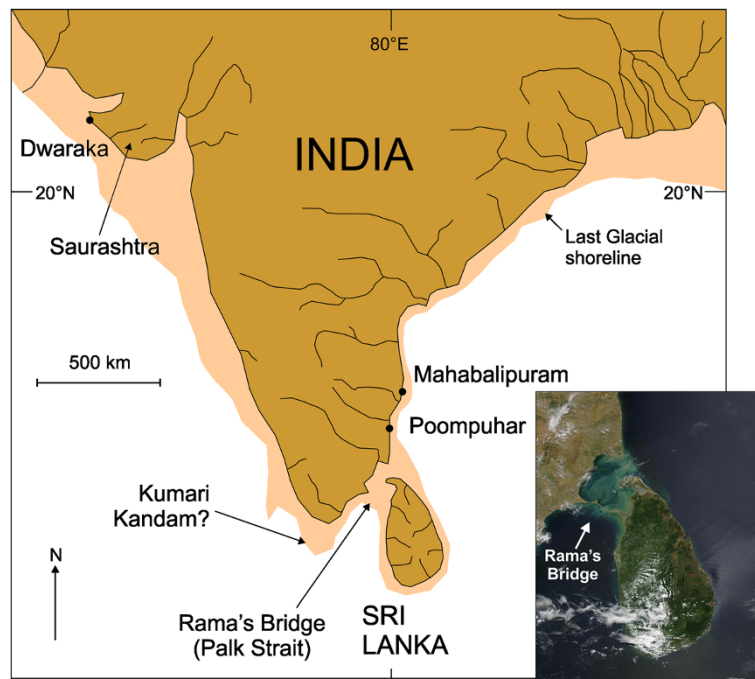 80°E
Dwaraka
INDIA
20°N
20°N
Saurashtra
Last Glacial
shoreline
500 km
Mahabalipuram
Poompuhar
Kumari
Kandam?
N
Rama's Bridge
(Palk Strait)
SRI
LANKA
Rama's
Bridge